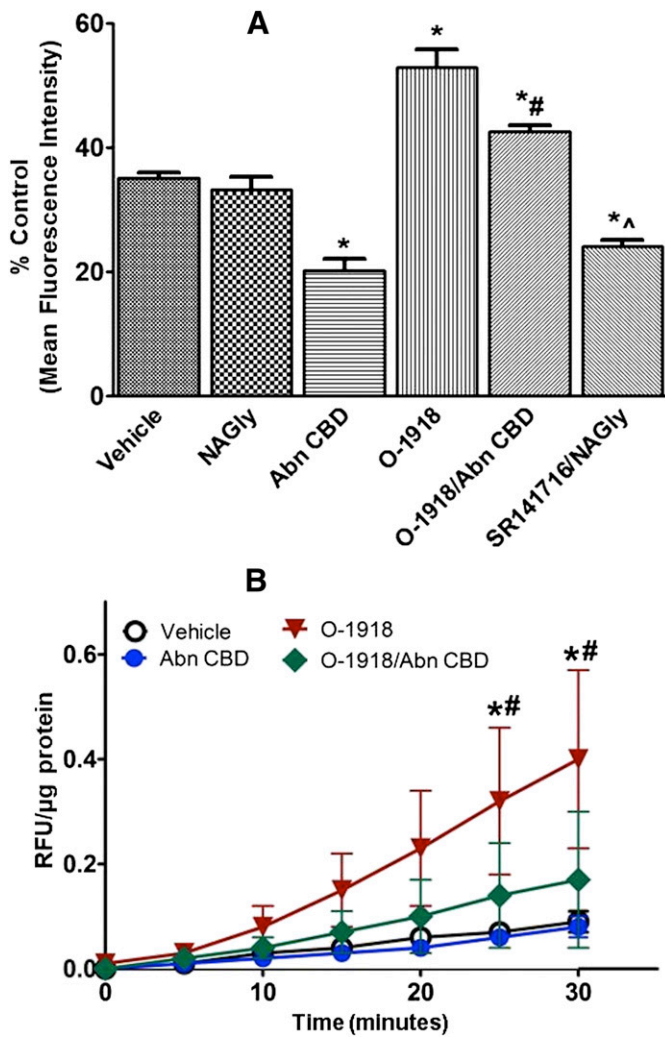 A
60
40
20
0
% Control
(Mean Fluorescence Intensity)
*
*
*#
*^
Vehicle
NAGly
Abn CBD
O-1918
O-1918/Abn CBD
SR141716/NAGly
B
Vehicle
O-1918
Abn CBD
O-1918/Abn CBD
0.6
0.4
0.2
0.0
RFU/µg protein
*#
*#
0
10
20
30
Time (minutes)